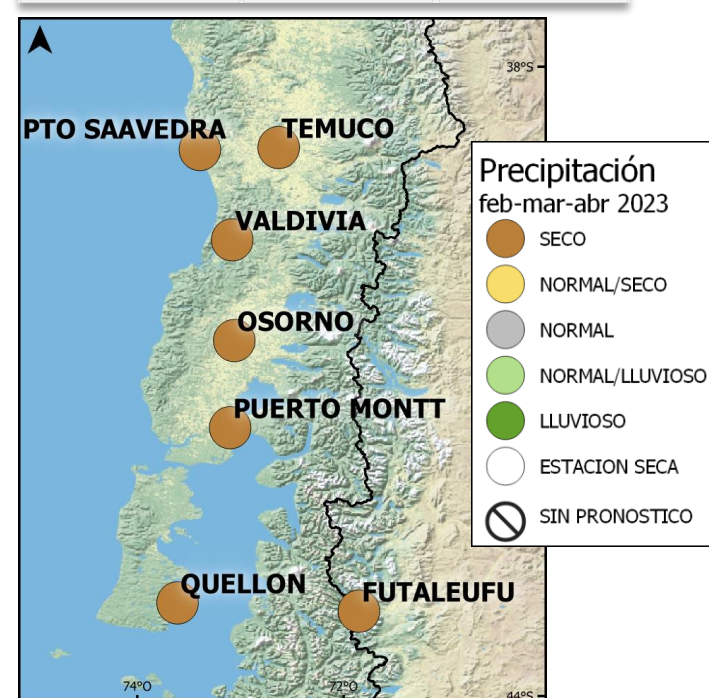 38°S
PTO SAAVEDRA
TEMUCO
VALDIVIA
OSORNO
PUERTO MONTT
QUELLON
FUTALEUFU
74°O
72°O
44°S
Precipitación
feb-mar-abr 2023
SECO
NORMAL/SECO
NORMAL
NORMAL/LLUVIOSO
LLUVIOSO
ESTACION SECA
SIN PRONOSTICO